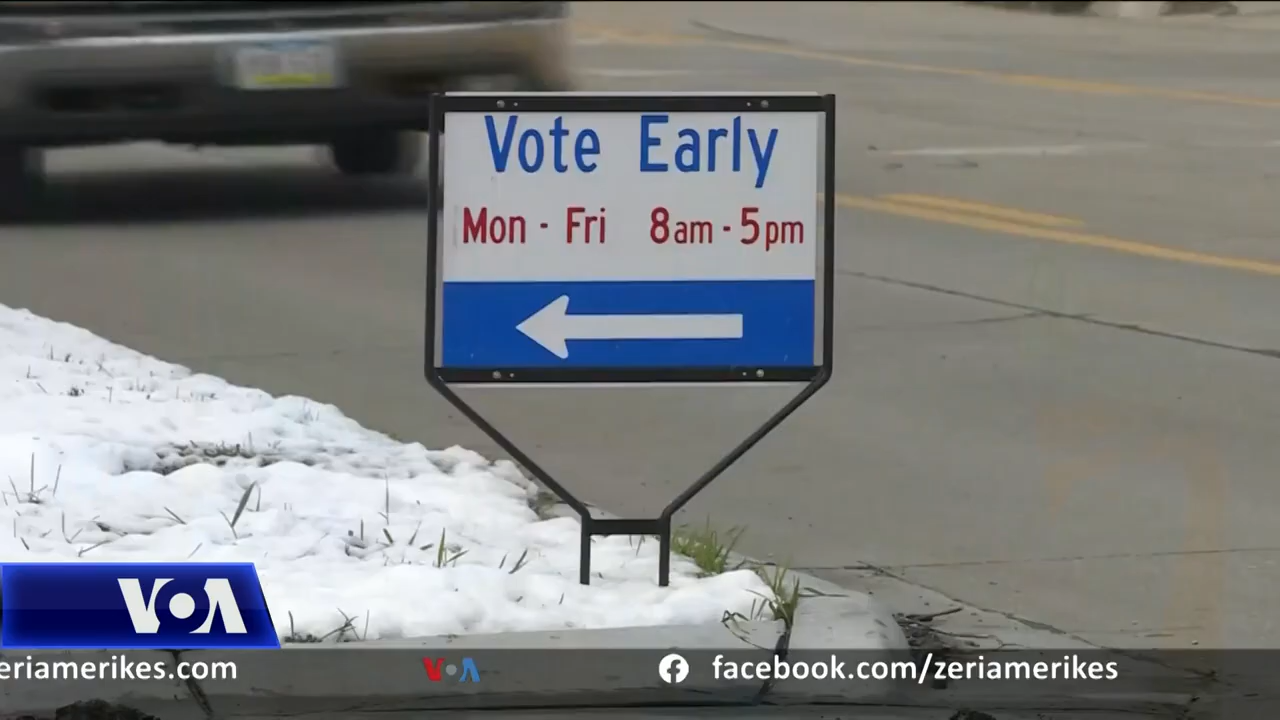 Vote Early
Mon - Fri 8am - 5pm
VOA
eriamerikes.com
VOA
facebook.com/zeriamerikes